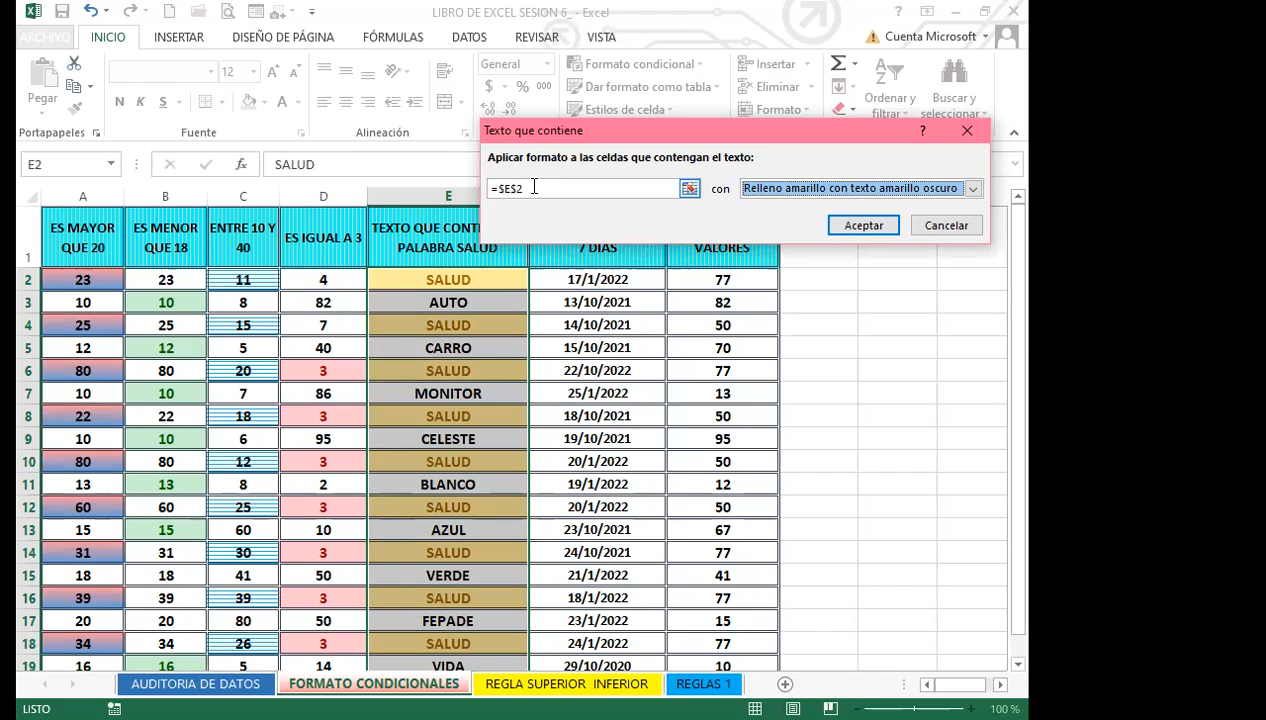 LIBRO DE EXCEL SESION 6_ - Excel
ARCHIVO INICIO INSERTAR DISEÑO DE PÁGINA FÓRMULAS DATOS REVISAR VISTA Cuenta Microsoft
Pegar
12
N K S
General
$ % 000
Formato condicional
Dar formato como tabla
Estilos de celda
Insertar
Eliminar
Formato
Ordenar y filtrar
Buscar y seleccionar
Portapapeles Fuente Alineación
Texto que contiene
Aplicar formato a las celdas que contengan el texto:
=$E$2 con Relleno amarillo con texto amarillo oscuro
Aceptar Cancelar
E2 SALUD
A B C D E
1 ES MAYOR QUE 20 ES MENOR QUE 18 ENTRE 10 Y 40 ES IGUAL A 3 PALABRA SALUD 7 DIAS VALORES
2 23 23 11 4 SALUD 17/1/2022 77
3 10 10 8 82 AUTO 13/10/2021 82
4 25 25 15 7 SALUD 14/10/2021 50
5 12 12 5 40 CARRO 15/10/2021 70
6 80 80 20 3 SALUD 22/10/2021 77
7 10 10 7 86 MONITOR 25/1/2022 13
8 22 22 18 3 SALUD 18/10/2021 50
9 10 10 6 95 CELESTE 19/10/2021 95
10 80 80 12 3 SALUD 20/1/2022 50
11 13 13 8 2 BLANCO 19/1/2022 12
12 60 60 25 3 SALUD 20/1/2022 50
13 15 15 60 10 AZUL 23/10/2021 67
14 31 31 30 3 SALUD 24/10/2021 77
15 18 18 41 50 VERDE 21/1/2022 41
16 39 39 39 3 SALUD 18/1/2022 77
17 20 20 80 50 FEPADE 23/1/2022 15
18 34 34 26 3 SALUD 24/1/2022 77
19 16 16 5 14 VIDA 29/10/2020 10
AUDITORIA DE DATOS FORMATO CONDICIONALES REGLA SUPERIOR INFERIOR REGLAS 1
LISTO 100 %